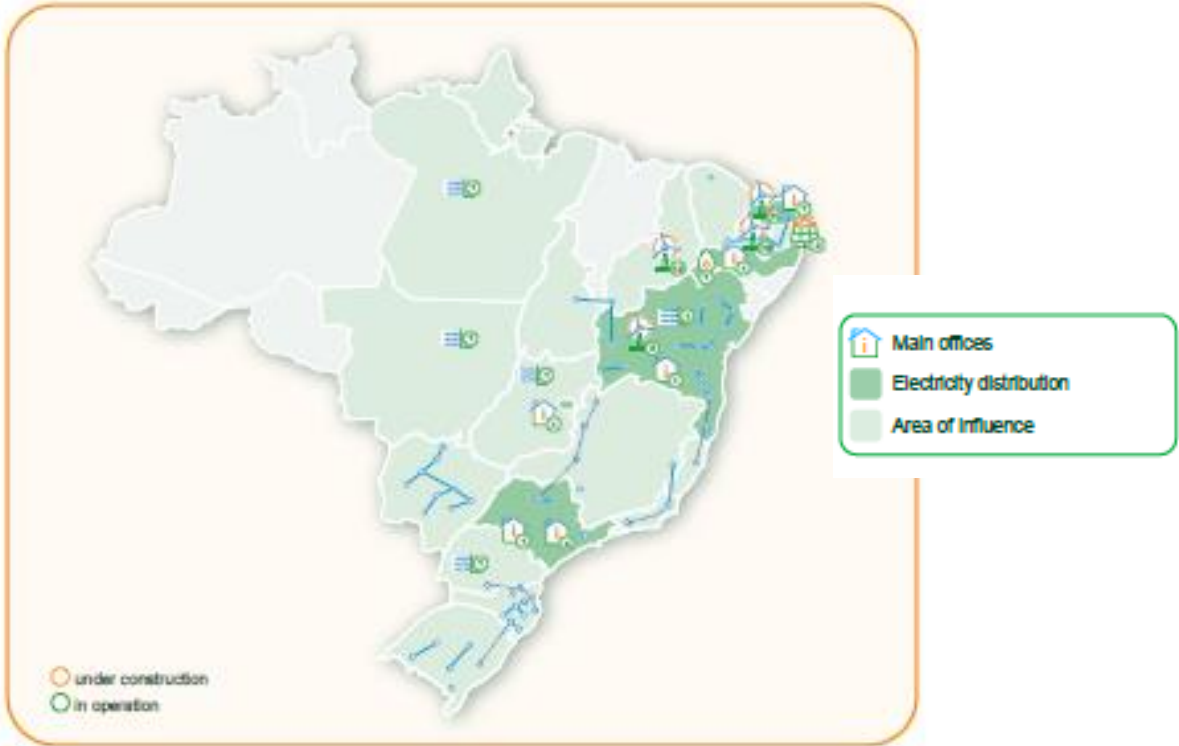 Main offices
Electricity distribution
Area of Influence
under construction
in operation